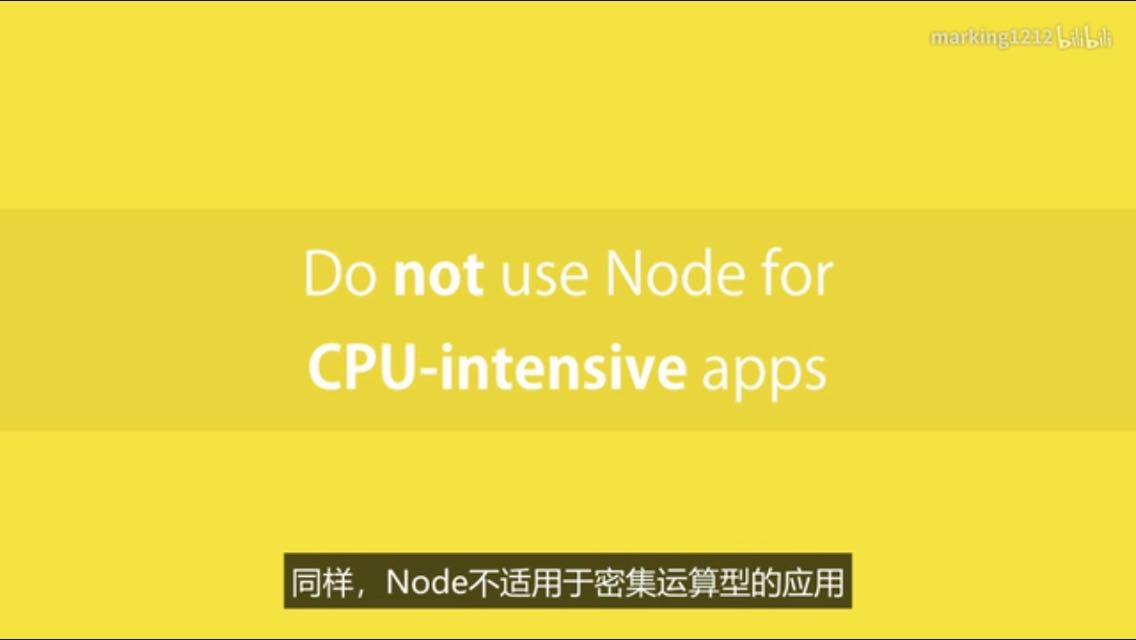 marking1212 bilibili
Do not use Node for
CPU-intensive apps
同样，Node不适用于密集运算型的应用